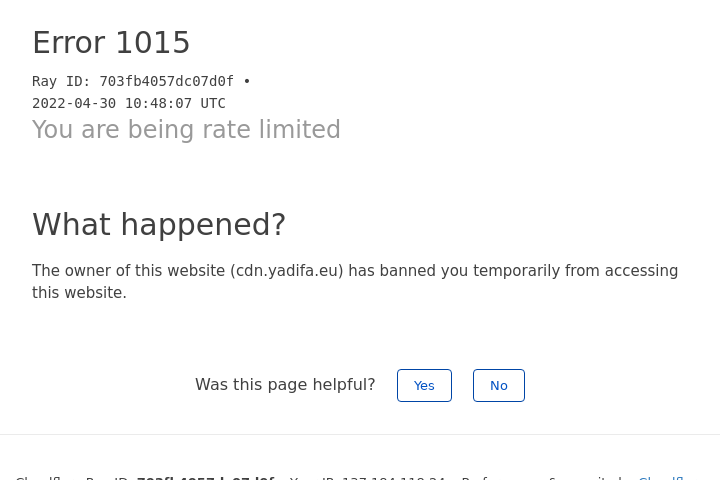 Error 1015
Ray ID: 703fb4057dc07d0f •
2022-04-30 10:48:07 UTC
You are being rate limited
What happened?
The owner of this website (cdn.yadifa.eu) has banned you temporarily from accessing
this website.
Was this page helpful? Yes No